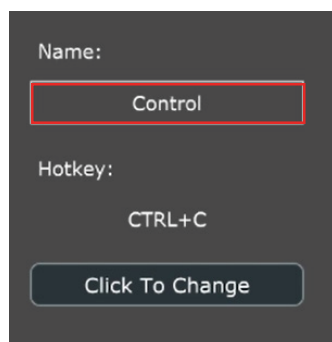 Name:
Control
Hotkey:
CTRL+C
Click To Change